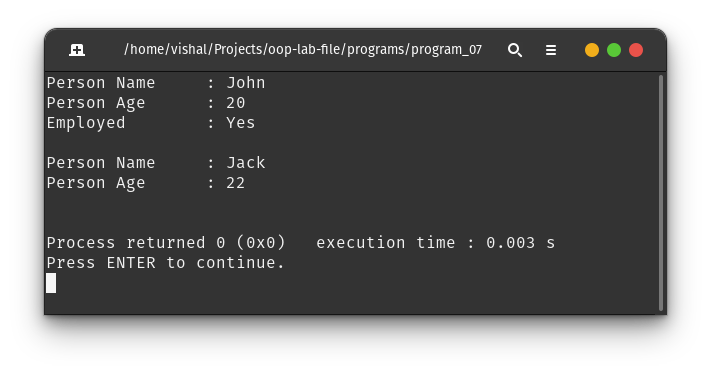 /home/vishal/Projects/oop-lab-file/programs/program_07
Person Name     : John
Person Age      : 20
Employed        : Yes
Person Name     : Jack
Person Age      : 22
Process returned 0 (0x0)   execution time : 0.003 s
Press ENTER to continue.